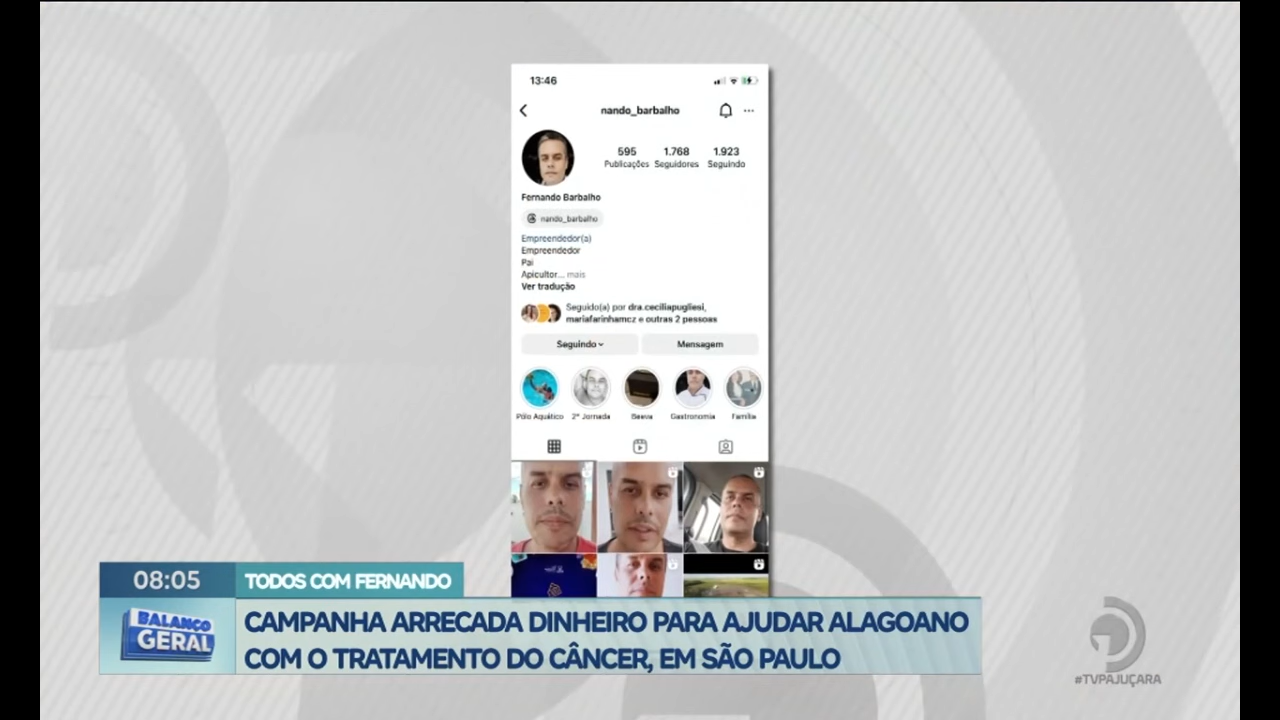 13:46
nando_barbalho
595 1.768 1.923
Publicações Seguidores Seguindo
Fernando Barbalho
nando_barbalho
Empreendedor(a)
Empreendedor
Pai
Apicultor... mais
Ver tradução
Seguido(a) por dra.ceciliapugliesi,
mariafarinhamcz e outras 2 pessoas
Seguindo Mensagem
Pólo Aquático 2ª Jornada Beeva Gastronomia Família
08:05 TODOS COM FERNANDO
BALANÇO
GERAL
CAMPANHA ARRECADA DINHEIRO PARA AJUDAR ALAGOANO
COM O TRATAMENTO DO CÂNCER, EM SÃO PAULO
#TVPAJUÇARA